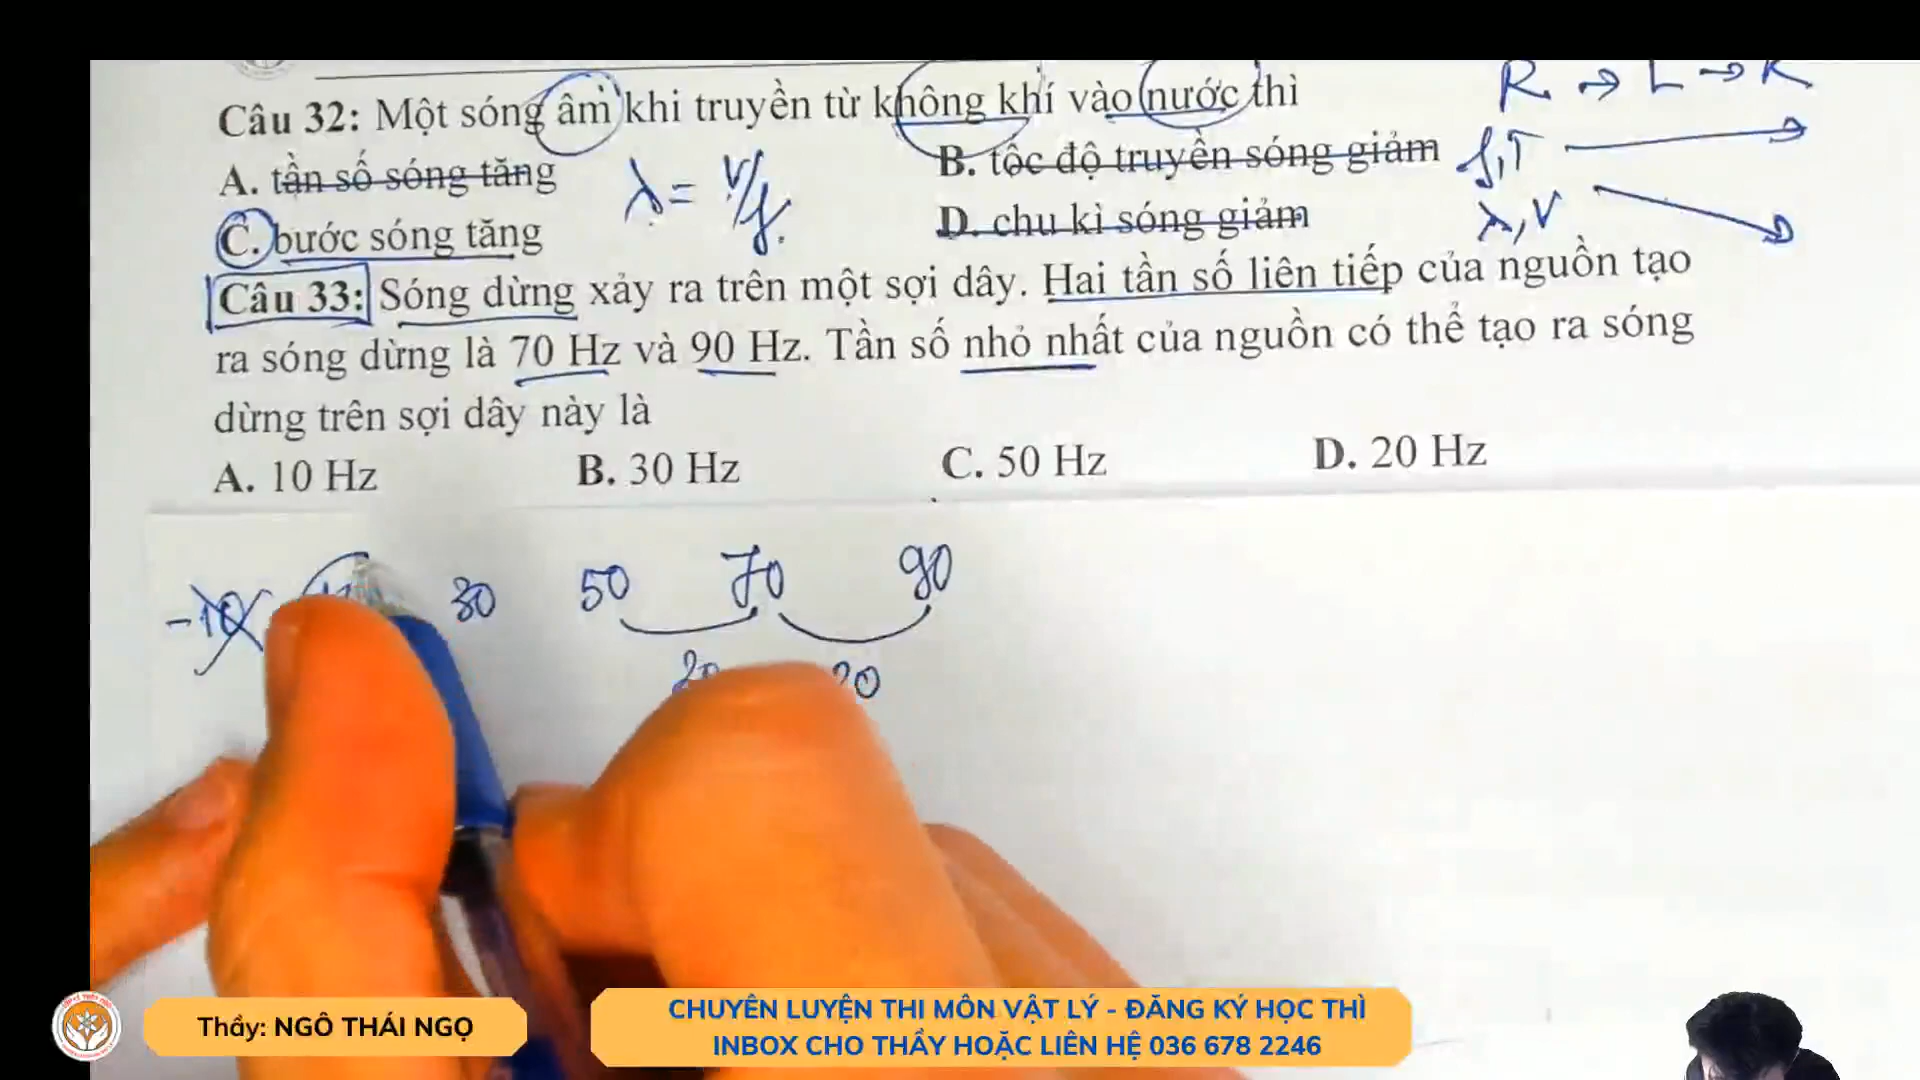 R → L → K
Câu 32: Một sóng âm khi truyền từ không khí vào nước thì
A. tần số sóng tăng
B. tốc độ truyền sóng giảm
f,T
λ = v/f
C. bước sóng tăng
D. chu kì sóng giảm
λ, v
Câu 33: Sóng dừng xảy ra trên một sợi dây. Hai tần số liên tiếp của nguồn tạo
ra sóng dừng là 70 Hz và 90 Hz. Tần số nhỏ nhất của nguồn có thể tạo ra sóng
dừng trên sợi dây này là
A. 10 Hz
B. 30 Hz
C. 50 Hz
D. 20 Hz
-10 30 50 70 90
20 20
Thầy: NGÔ THÁI NGỌ
CHUYÊN LUYỆN THI MÔN VẬT LÝ - ĐĂNG KÝ HỌC THÌ
INBOX CHO THẦY HOẶC LIÊN HỆ 036 678 2246